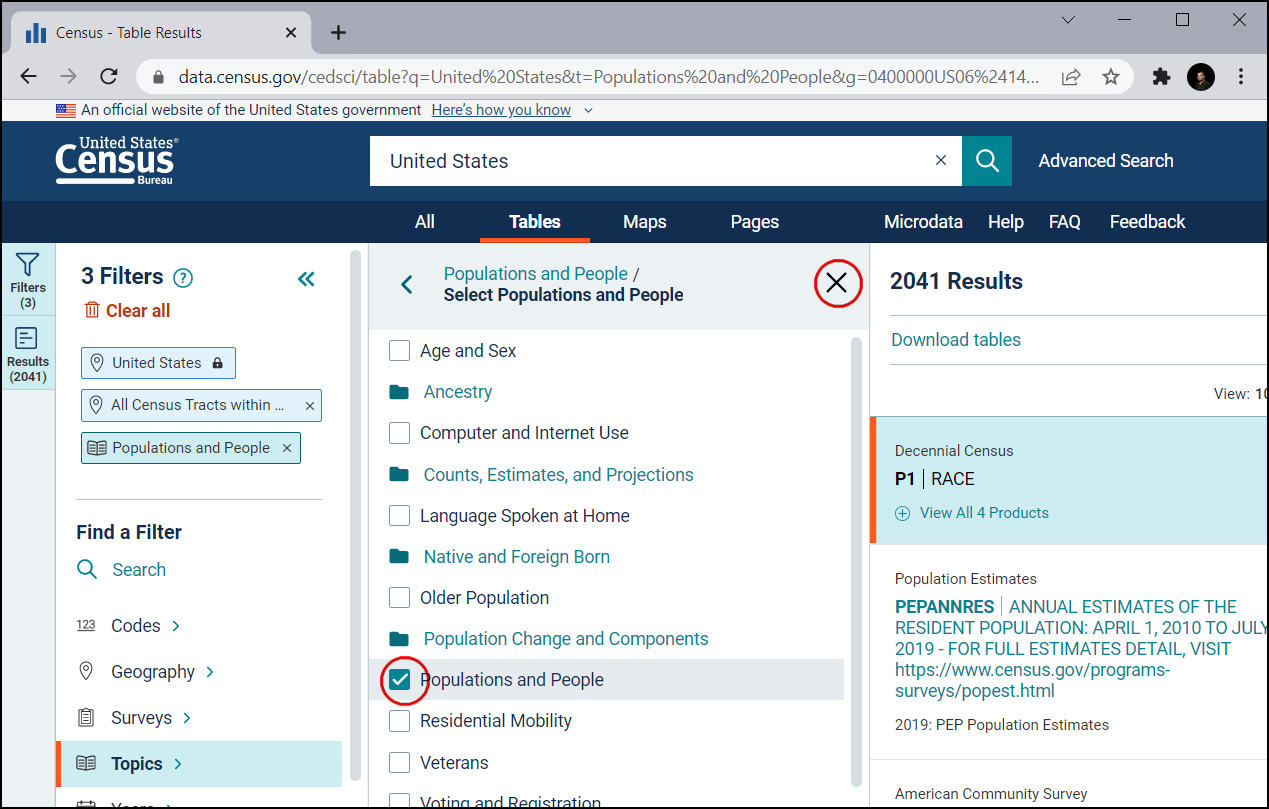 Census - Table Results
data.census.gov/cedsci/table?q=United%20States&t=Populations%20and%20People&g=0400000US06%2414...
An official website of the United States government Here's how you know
United States®
Census
Bureau
United States
Advanced Search
All Tables Maps Pages Microdata Help FAQ Feedback
Filters
(3)
Results
(2041)
3 Filters ?
Clear all
United States
All Census Tracts within ...
Populations and People
Find a Filter
Search
123 Codes
Geography
Surveys
Topics
Years
Populations and People /
Select Populations and People
Age and Sex
Ancestry
Computer and Internet Use
Counts, Estimates, and Projections
Language Spoken at Home
Native and Foreign Born
Older Population
Population Change and Components
Populations and People
Residential Mobility
Veterans
Voting and Registration
2041 Results
Download tables
View: 10
Decennial Census
P1 | RACE
View All 4 Products
Population Estimates
PEPANNRES | ANNUAL ESTIMATES OF THE
RESIDENT POPULATION: APRIL 1, 2010 TO JULY
2019 - FOR FULL ESTIMATES DETAIL, VISIT
https://www.census.gov/programs-
surveys/popest.html
2019: PEP Population Estimates
American Community Survey